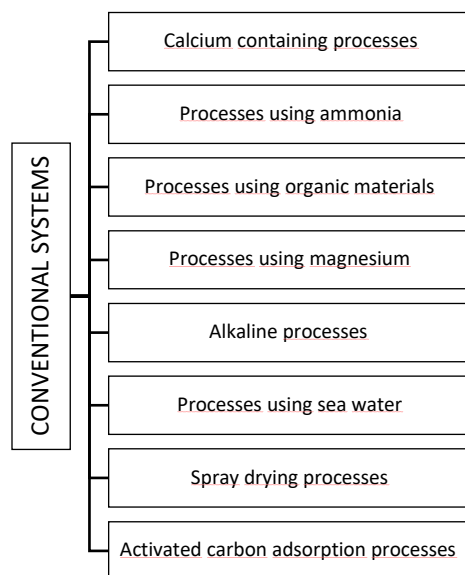 CONVENTIONAL SYSTEMS
Calcium containing processes
Processes using ammonia
Processes using organic materials
Processes using magnesium
Alkaline processes
Processes using sea water
Spray drying processes
Activated carbon adsorption processes